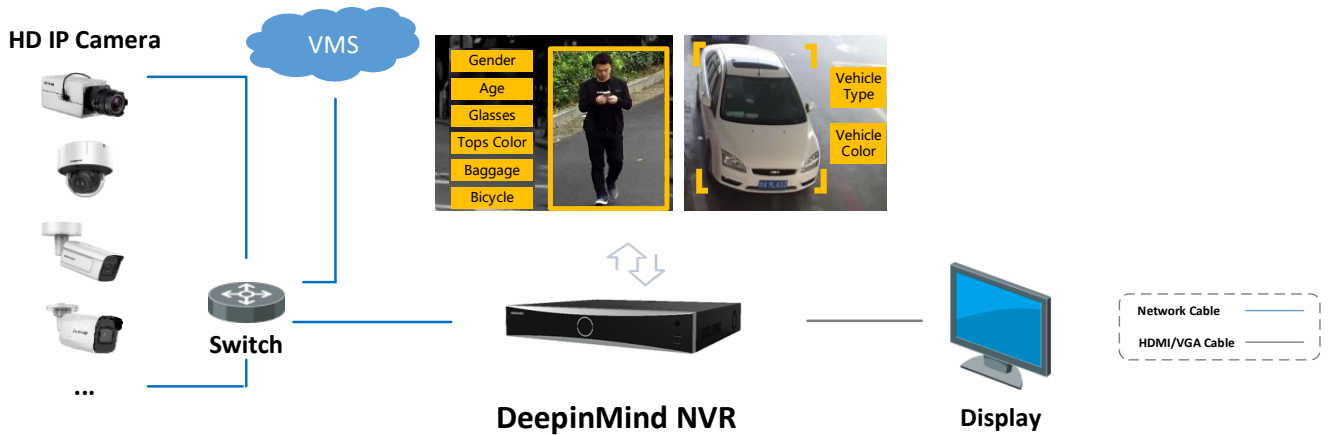 HD IP Camera
VMS
Gender
Age
Glasses
Tops Color
Baggage
Bicycle
Vehicle
Type
Vehicle
Color
Switch
...
DeepinMind NVR
Display
Network Cable
HDMI/VGA Cable